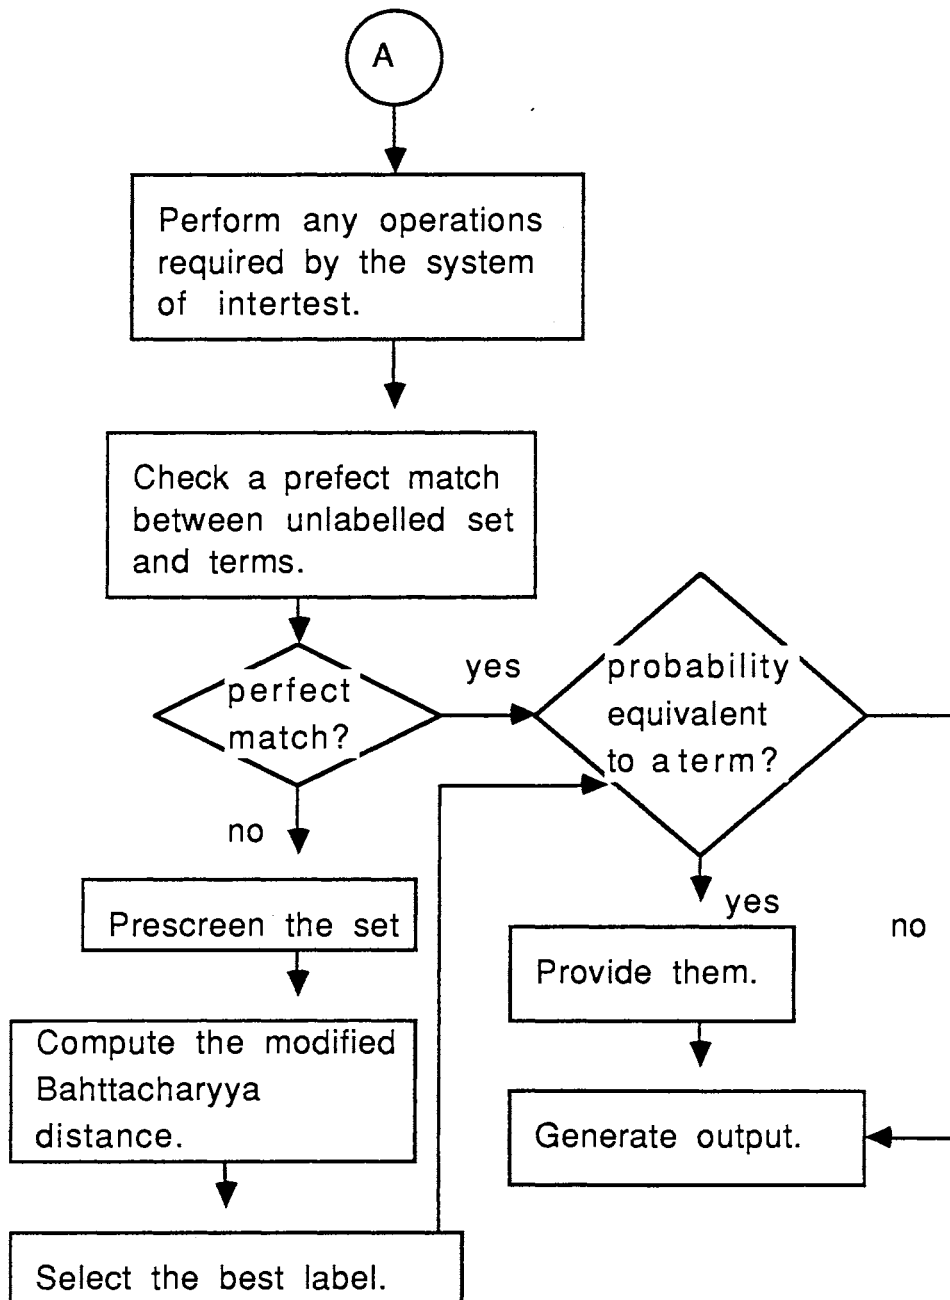 A
Perform any operations
required by the system
of intertest.
Check a prefect match
between unlabelled set
and terms.
perfect
match?
yes
probability
equivalent
to a term?
no
yes
no
Prescreen the set
Provide them.
Compute the modified
Bahttacharyya
distance.
Generate output.
Select the best label.